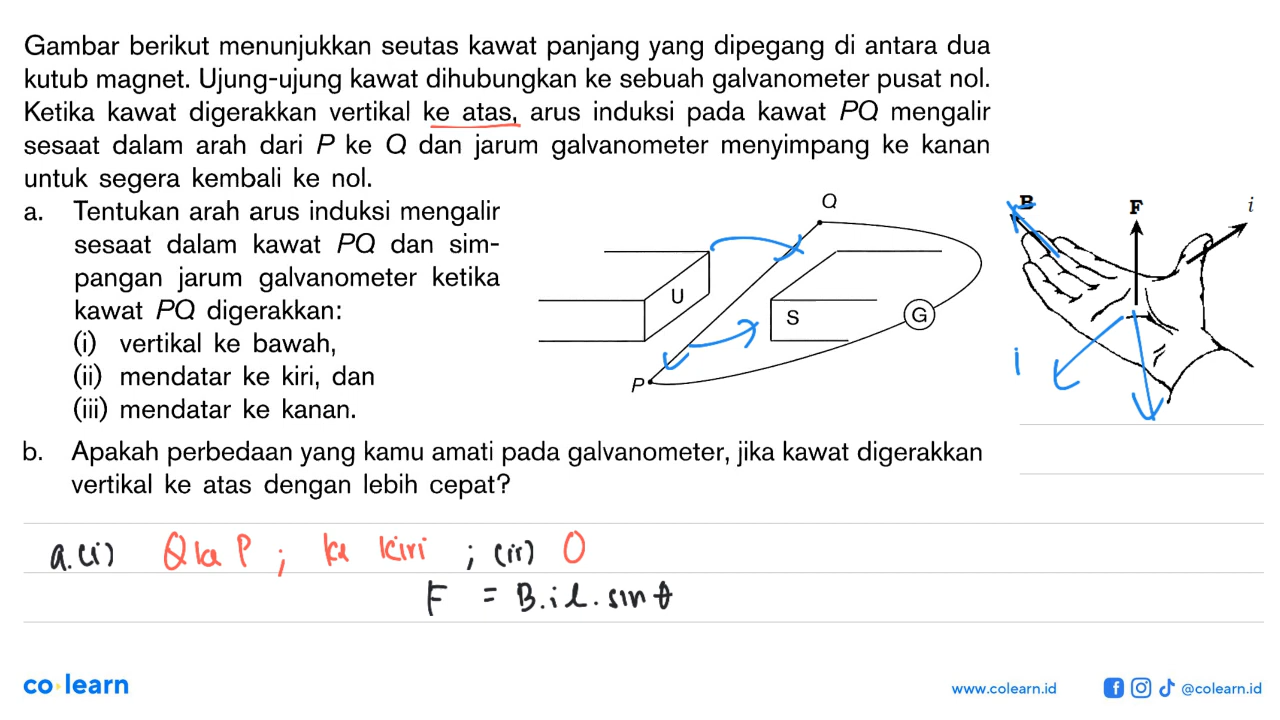 Gambar berikut menunjukkan seutas kawat panjang yang dipegang di antara dua
kutub magnet. Ujung-ujung kawat dihubungkan ke sebuah galvanometer pusat nol.
Ketika kawat digerakkan vertikal ke atas, arus induksi pada kawat PQ mengalir
sesaat dalam arah dari P ke Q dan jarum galvanometer menyimpang ke kanan
untuk segera kembali ke nol.
a. Tentukan arah arus induksi mengalir
sesaat dalam kawat PQ dan sim-
pangan jarum galvanometer ketika
kawat PQ digerakkan:
(i) vertikal ke bawah,
(ii) mendatar ke kiri, dan
(iii) mendatar ke kanan.
Q
U
S
G
P
B
F
i
i
b. Apakah perbedaan yang kamu amati pada galvanometer, jika kawat digerakkan
vertikal ke atas dengan lebih cepat?
a.(i) Q ke P ; ke kiri ; (ii) 0
F = B.i l. sin θ
co learn
www.colearn.id
@colearn.id